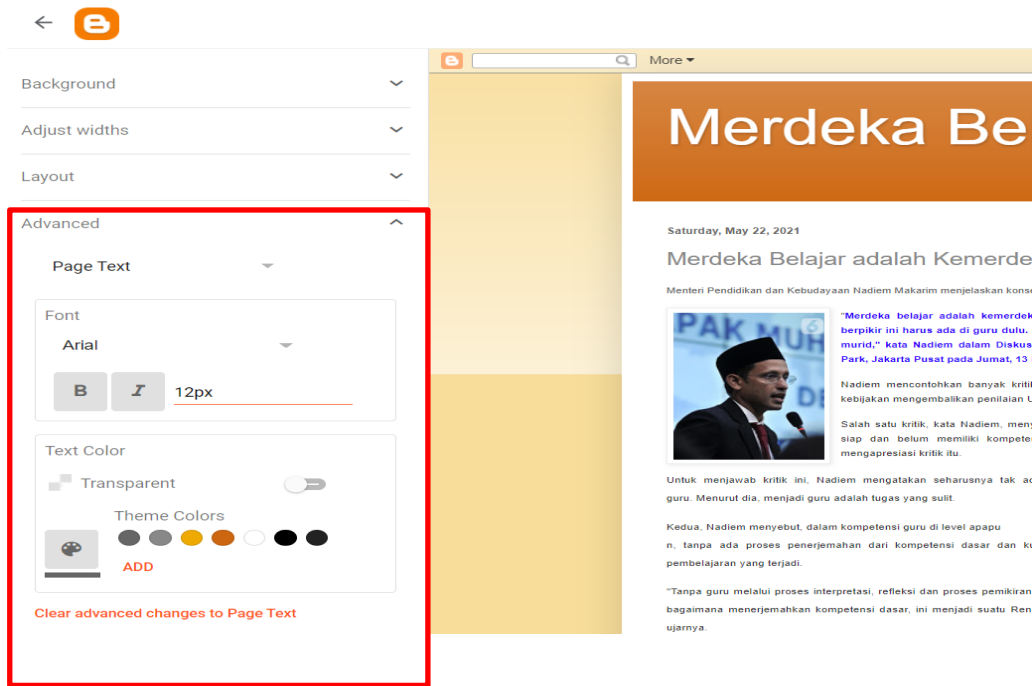 Background
Adjust widths
Layout
Advanced
Page Text
Font
Arial
B I 12px
Text Color
Transparent
Theme Colors
ADD
Clear advanced changes to Page Text
More
Merdeka Be
Saturday, May 22, 2021
Merdeka Belajar adalah Kemerde
Menteri Pendidikan dan Kebudayaan Nadiem Makarim menjelaskan konse
PAK MUH
6
DE
"Merdeka belajar adalah kemerdek
berpikir ini harus ada di guru dulu.
murid," kata Nadiem dalam Diskus
Park, Jakarta Pusat pada Jumat, 13
Nadiem mencontohkan banyak kriti
kebijakan mengembalikan penilaian U
Salah satu kritik, kata Nadiem, meny
siap dan belum memiliki kompete
mengapresiasi kritik itu.
Untuk menjawab kritik ini, Nadiem mengatakan seharusnya tak ad
guru. Menurut dia, menjadi guru adalah tugas yang sulit.
Kedua, Nadiem menyebut, dalam kompetensi guru di level apapu
n, tanpa ada proses penerjemahan dari kompetensi dasar dan ku
pembelajaran yang terjadi.
"Tanpa guru melalui proses interpretasi, refleksi dan proses pemikiran
bagaimana menerjemahkan kompetensi dasar, ini menjadi suatu Ren
ujarnya.